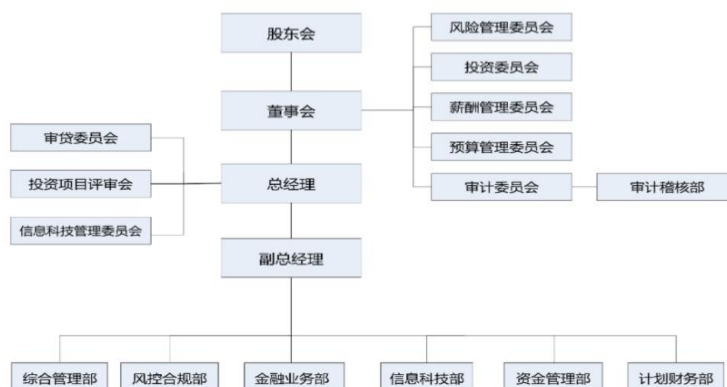 股东会
风险管理委员会
投资委员会
董事会
薪酬管理委员会
审贷委员会
预算管理委员会
投资项目评审会
总经理
审计委员会
审计稽核部
信息科技管理委员会
副总经理
综合管理部
风控合规部
金融业务部
信息科技部
资金管理部
计划财务部